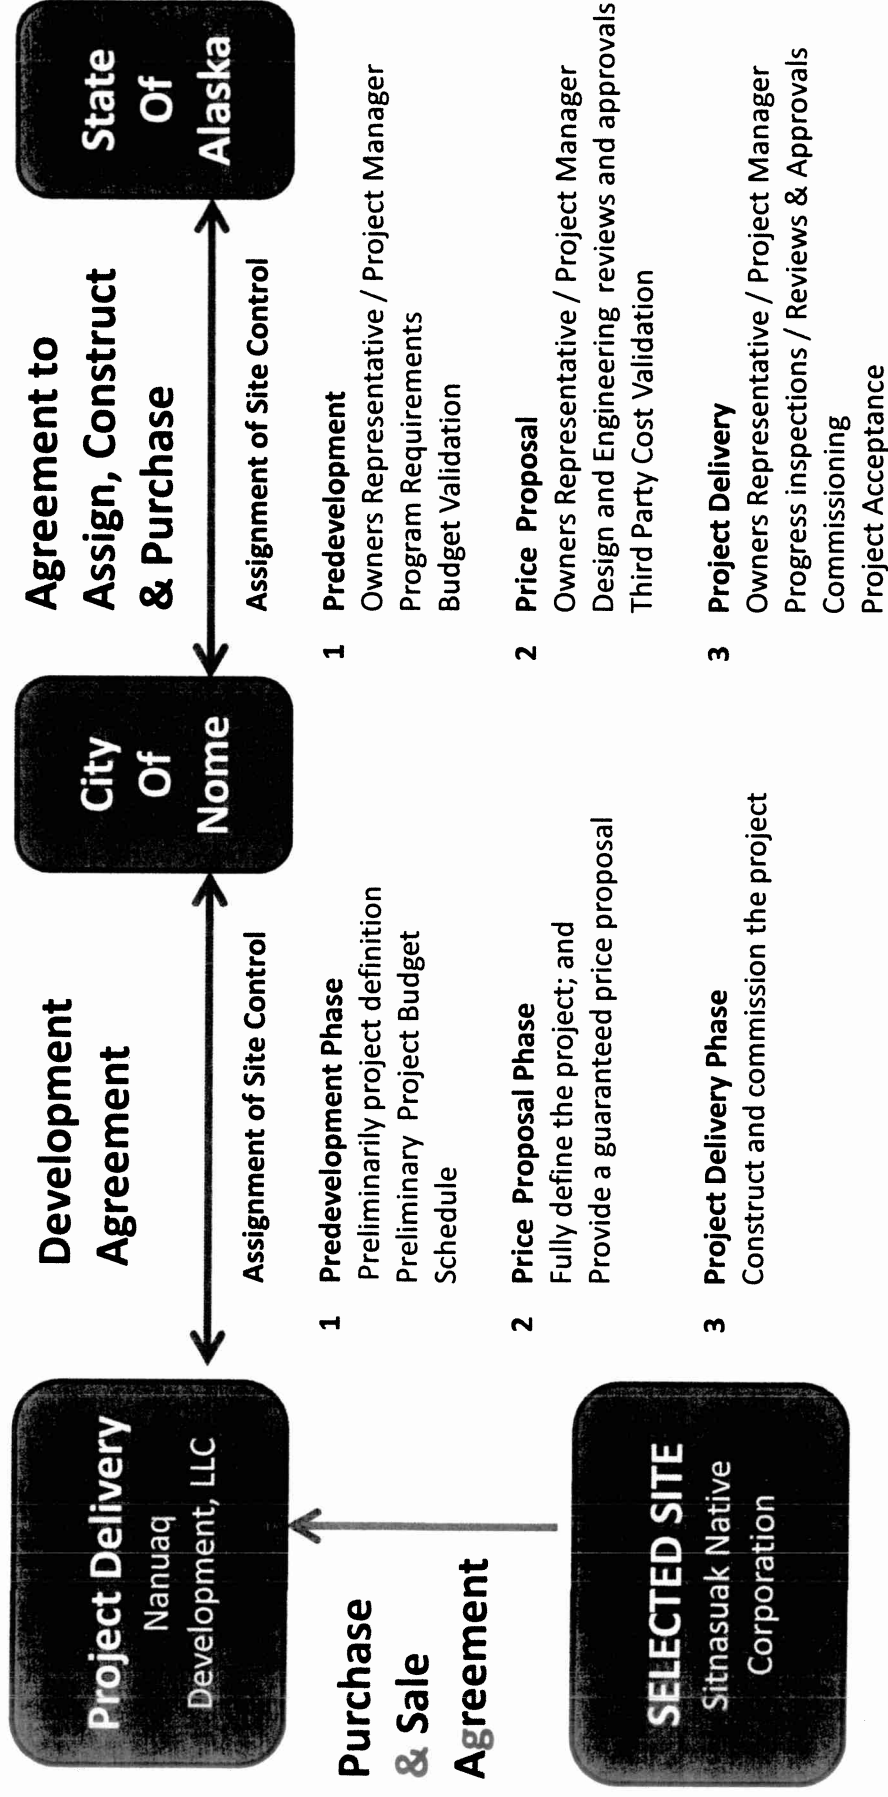 Project Delivery
Nanuaq
Development, LLC
Development
Agreement
Assignment of Site Control
City
Of
Nome
Agreement to
Assign, Construct
& Purchase
Assignment of Site Control
State
Of
Alaska
Purchase
& Sale
Agreement
SELECTED SITE
Sitnasuak Native
Corporation
1 Predevelopment Phase
Preliminarily project definition
Preliminary Project Budget
Schedule
2 Price Proposal Phase
Fully define the project; and
Provide a guaranteed price proposal
3 Project Delivery Phase
Construct and commission the project
1 Predevelopment
Owners Representative / Project Manager
Program Requirements
Budget Validation
2 Price Proposal
Owners Representative / Project Manager
Design and Engineering reviews and approvals
Third Party Cost Validation
3 Project Delivery
Owners Representative / Project Manager
Progress inspections / Reviews & Approvals
Commissioning
Project Acceptance